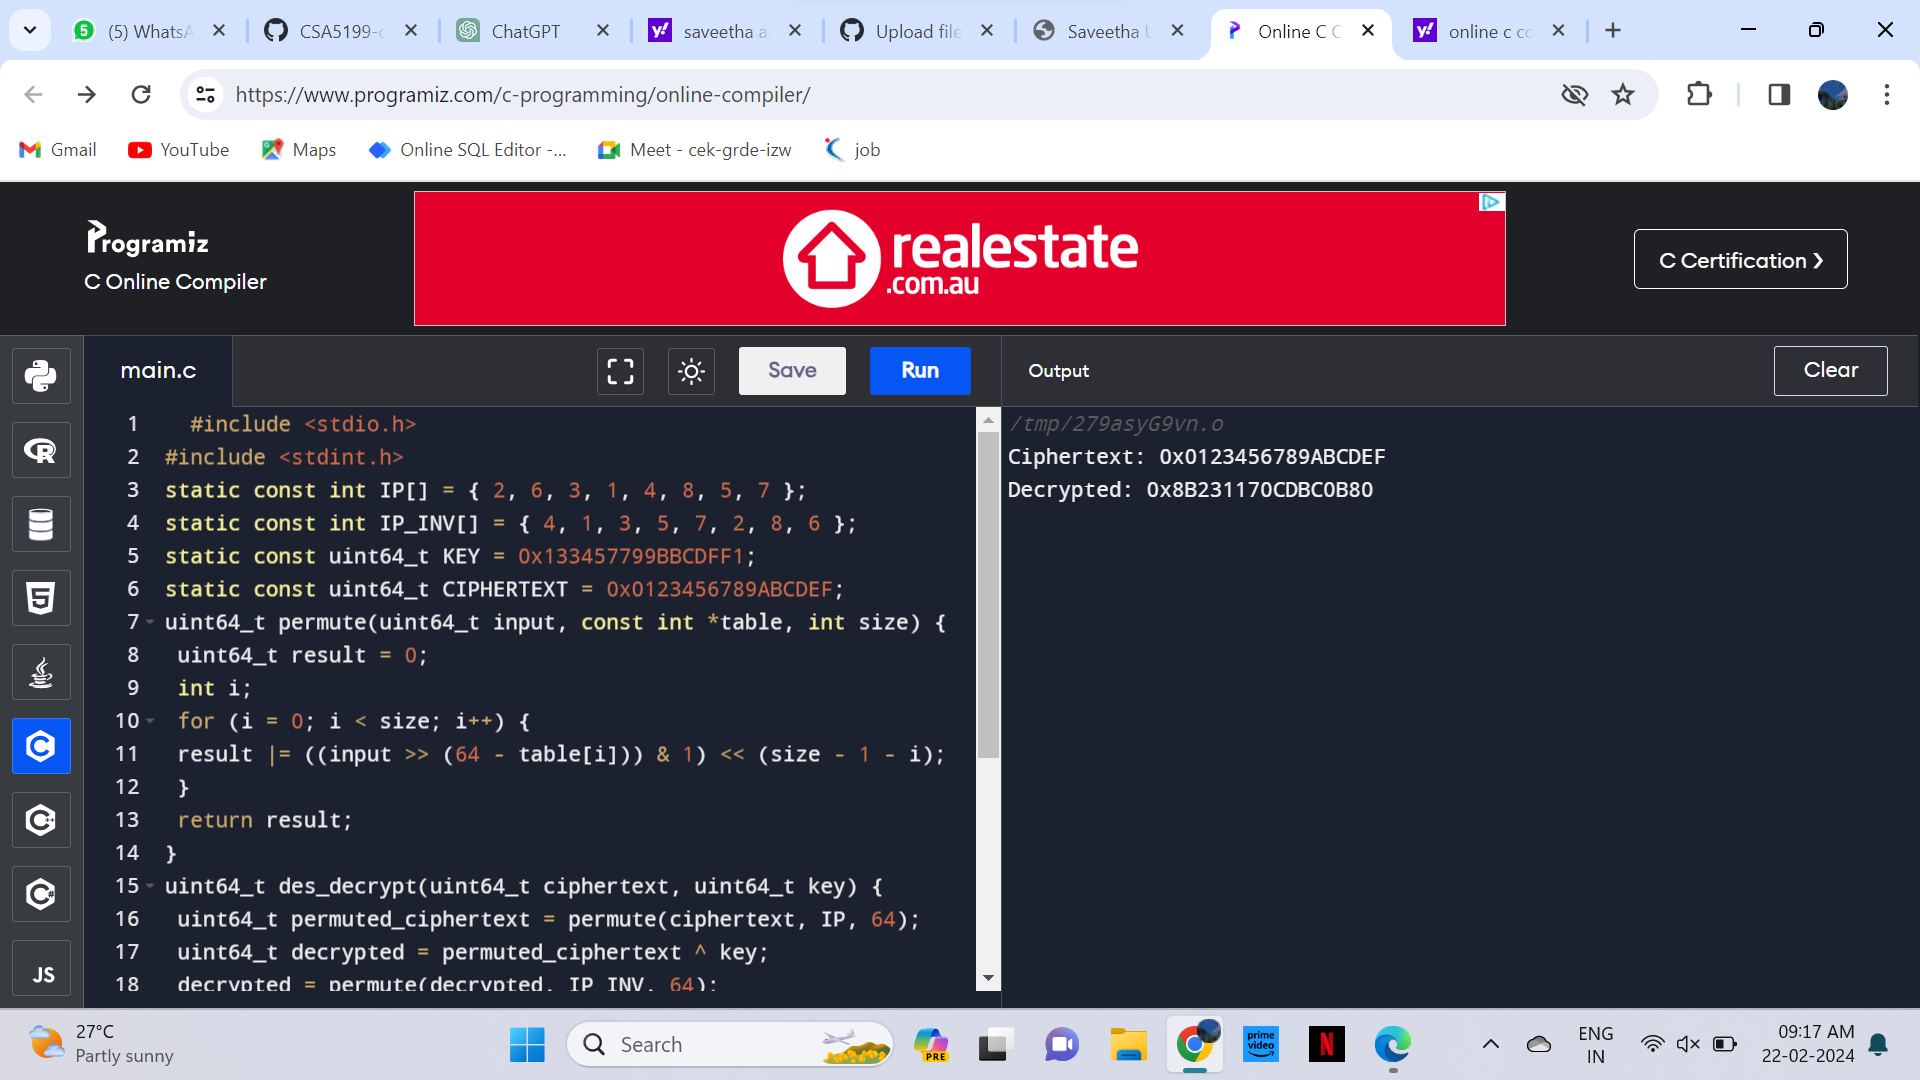 (5) WhatsA
CSA5199-c
ChatGPT
saveetha a
Upload file
Saveetha U
Online C C
online c co
https://www.programiz.com/c-programming/online-compiler/
Gmail
YouTube
Maps
Online SQL Editor -...
Meet - cek-grde-izw
job
Programiz
C Online Compiler
realestate
.com.au
C Certification ❯
main.c
Save
Run
Output
Clear
1 #include <stdio.h>
2 #include <stdint.h>
3 static const int IP[] = { 2, 6, 3, 1, 4, 8, 5, 7 };
4 static const int IP_INV[] = { 4, 1, 3, 5, 7, 2, 8, 6 };
5 static const uint64_t KEY = 0x133457799BBCDFF1;
6 static const uint64_t CIPHERTEXT = 0x0123456789ABCDEF;
7 uint64_t permute(uint64_t input, const int *table, int size) {
8 uint64_t result = 0;
9 int i;
10 for (i = 0; i < size; i++) {
11 result |= ((input >> (64 - table[i])) & 1) << (size - 1 - i);
12 }
13 return result;
14 }
15 uint64_t des_decrypt(uint64_t ciphertext, uint64_t key) {
16 uint64_t permuted_ciphertext = permute(ciphertext, IP, 64);
17 uint64_t decrypted = permuted_ciphertext ^ key;
18 decrypted = permute(decrypted, IP_INV, 64);
/tmp/279asyG9vn.o
Ciphertext: 0x0123456789ABCDEF
Decrypted: 0x8B231170CDBC0B80
JS
27°C
Partly sunny
Search
PRE
prime
video
N
ENG
IN
09:17 AM
22-02-2024